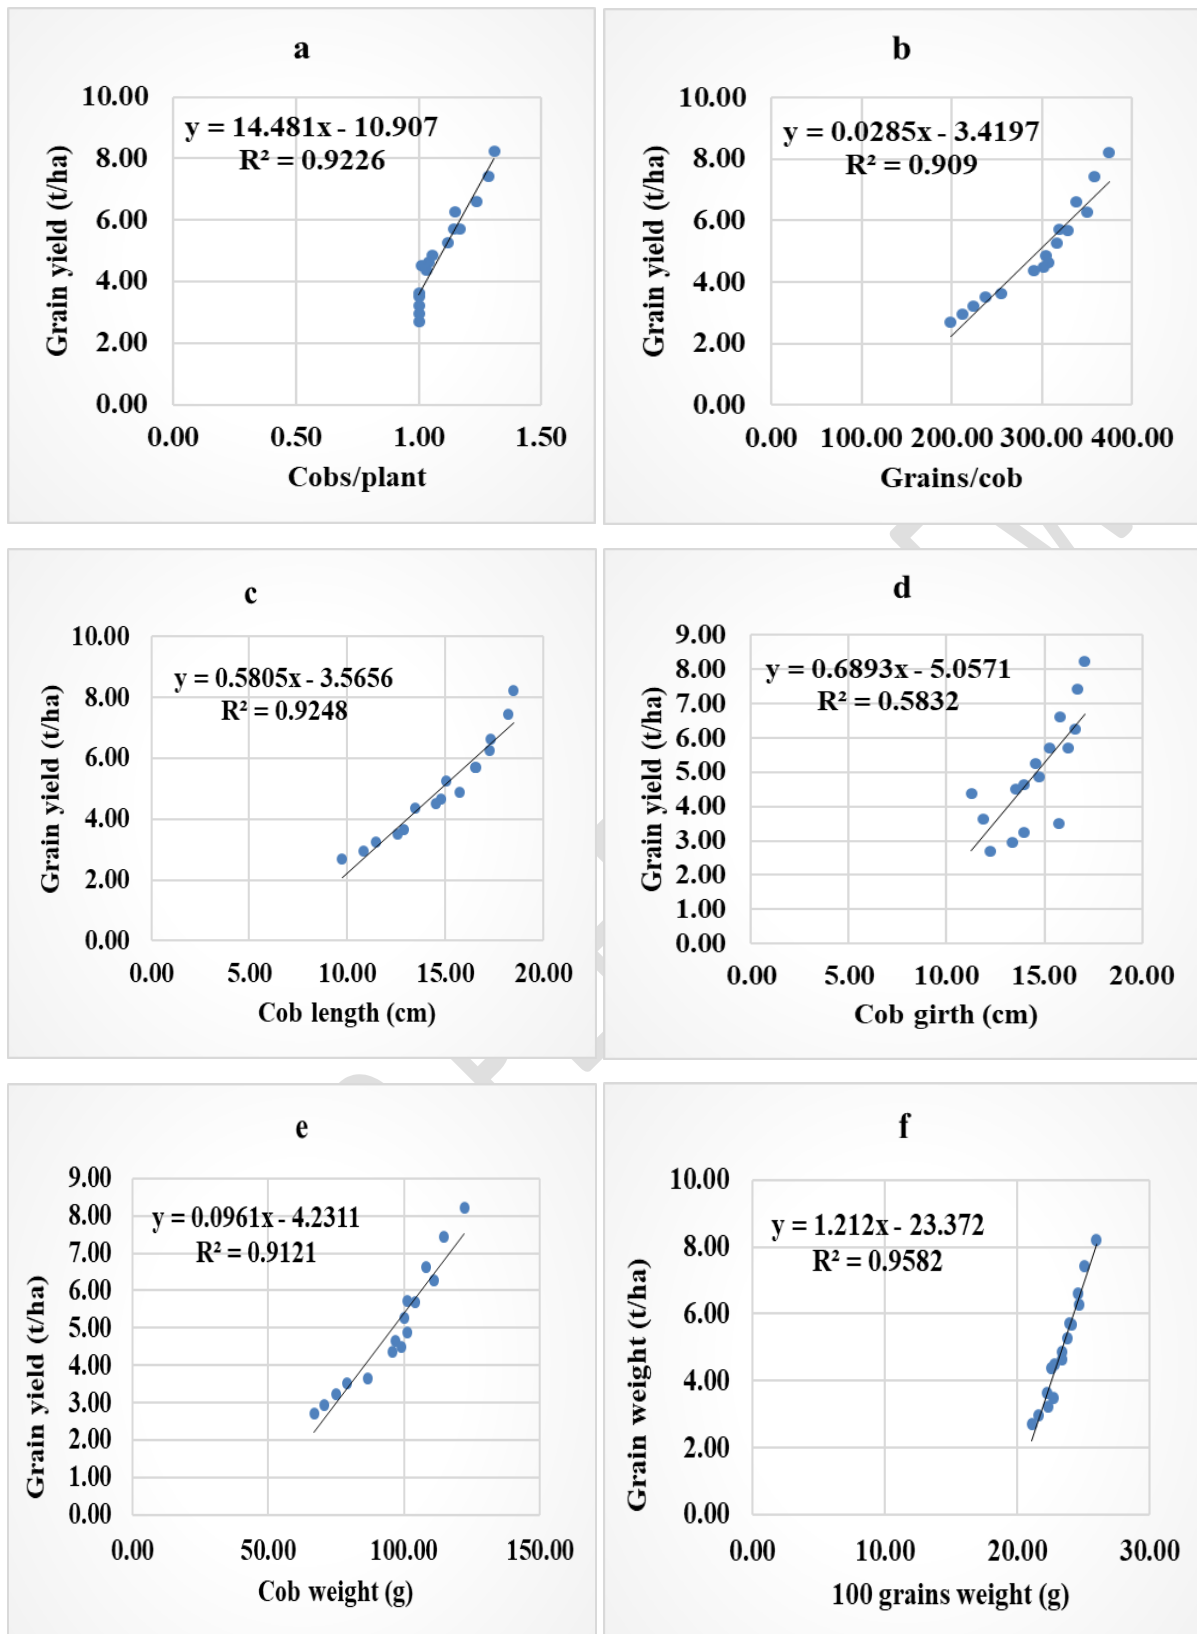 a
10.00
8.00
6.00
4.00
2.00
0.00
y = 14.481x - 10.907
R² = 0.9226
0.00 0.50 1.00 1.50
Cobs/plant
Grain yield (t/ha)
b
10.00
8.00
6.00
4.00
2.00
0.00
y = 0.0285x - 3.4197
R² = 0.909
0.00 100.00 200.00 300.00 400.00
Grains/cob
Grain yield (t/ha)
c
10.00
8.00
6.00
4.00
2.00
0.00
y = 0.5805x - 3.5656
R² = 0.9248
0.00 5.00 10.00 15.00 20.00
Cob length (cm)
Grain yield (t/ha)
d
9.00
8.00
7.00
6.00
5.00
4.00
3.00
2.00
1.00
0.00
y = 0.6893x - 5.0571
R² = 0.5832
0.00 5.00 10.00 15.00 20.00
Cob girth (cm)
Grain yield (t/ha)
e
9.00
8.00
7.00
6.00
5.00
4.00
3.00
2.00
1.00
0.00
y = 0.0961x - 4.2311
R² = 0.9121
0.00 50.00 100.00 150.00
Cob weight (g)
Grain yield (t/ha)
f
10.00
8.00
6.00
4.00
2.00
0.00
y = 1.212x - 23.372
R² = 0.9582
0.00 10.00 20.00 30.00
100 grains weight (g)
Grain weight (t/ha)